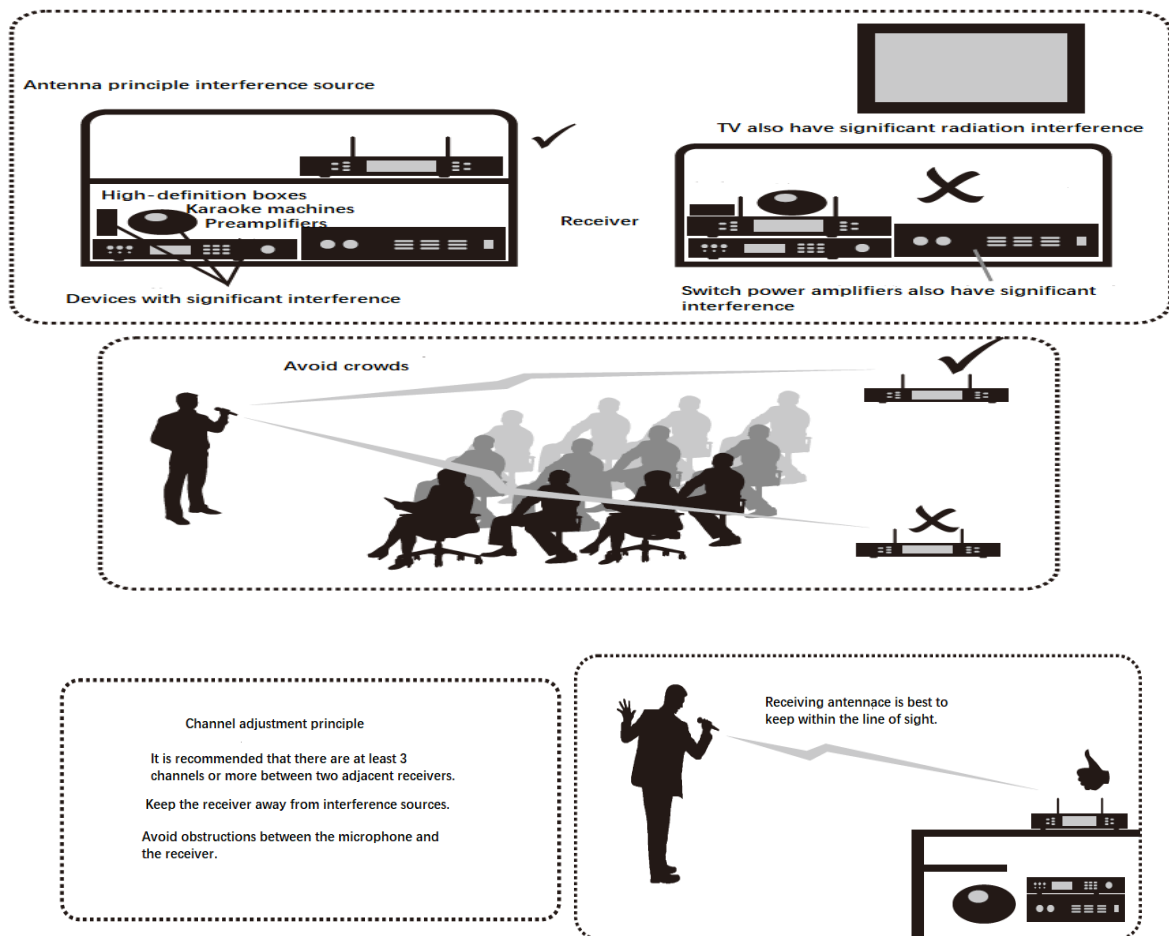 Antenna principle interference source
TV also have significant radiation interference
High-definition boxes
Karaoke machines
Preamplifiers
Receiver
Devices with significant interference
Switch power amplifiers also have significant
interference
Avoid crowds
Channel adjustment principle
It is recommended that there are at least 3
channels or more between two adjacent receivers.
Keep the receiver away from interference sources.
Avoid obstructions between the microphone and
the receiver.
Receiving antennace is best to
keep within the line of sight.